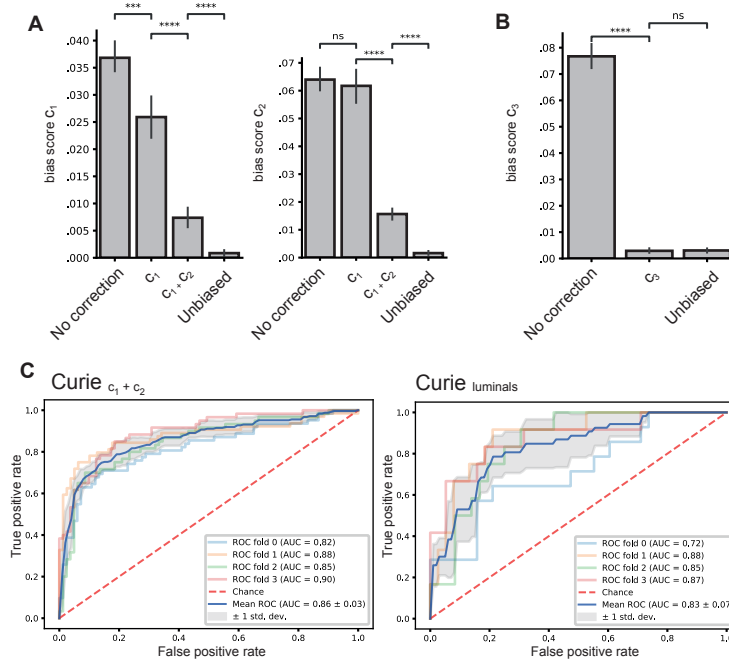 A
***
****
****
bias score c1
.040
.035
.030
.025
.020
.015
.010
.005
.000
No correction
c1
c1 + c2
Unbiased
ns
****
****
bias score c2
.07
.06
.05
.04
.03
.02
.01
.00
No correction
c1
c1 + c2
Unbiased
B
****
ns
bias score c3
.08
.07
.06
.05
.04
.03
.02
.01
.00
No correction
c3
Unbiased
C
Curie c1 + c2
True positive rate
1.0
0.8
0.6
0.4
0.2
0.0
ROC fold 0 (AUC = 0.82)
ROC fold 1 (AUC = 0.88)
ROC fold 2 (AUC = 0.85)
ROC fold 3 (AUC = 0.90)
Chance
Mean ROC (AUC = 0.86 ± 0.03)
± 1 std. dev.
0.0 0.2 0.4 0.6 0.8 1.0
False positive rate
Curie luminals
True positive rate
1.0
0.8
0.6
0.4
0.2
0.0
ROC fold 0 (AUC = 0.72)
ROC fold 1 (AUC = 0.88)
ROC fold 2 (AUC = 0.85)
ROC fold 3 (AUC = 0.87)
Chance
Mean ROC (AUC = 0.83 ± 0.07
± 1 std. dev.
0.0 0.2 0.4 0.6 0.8 1.0
False positive rate